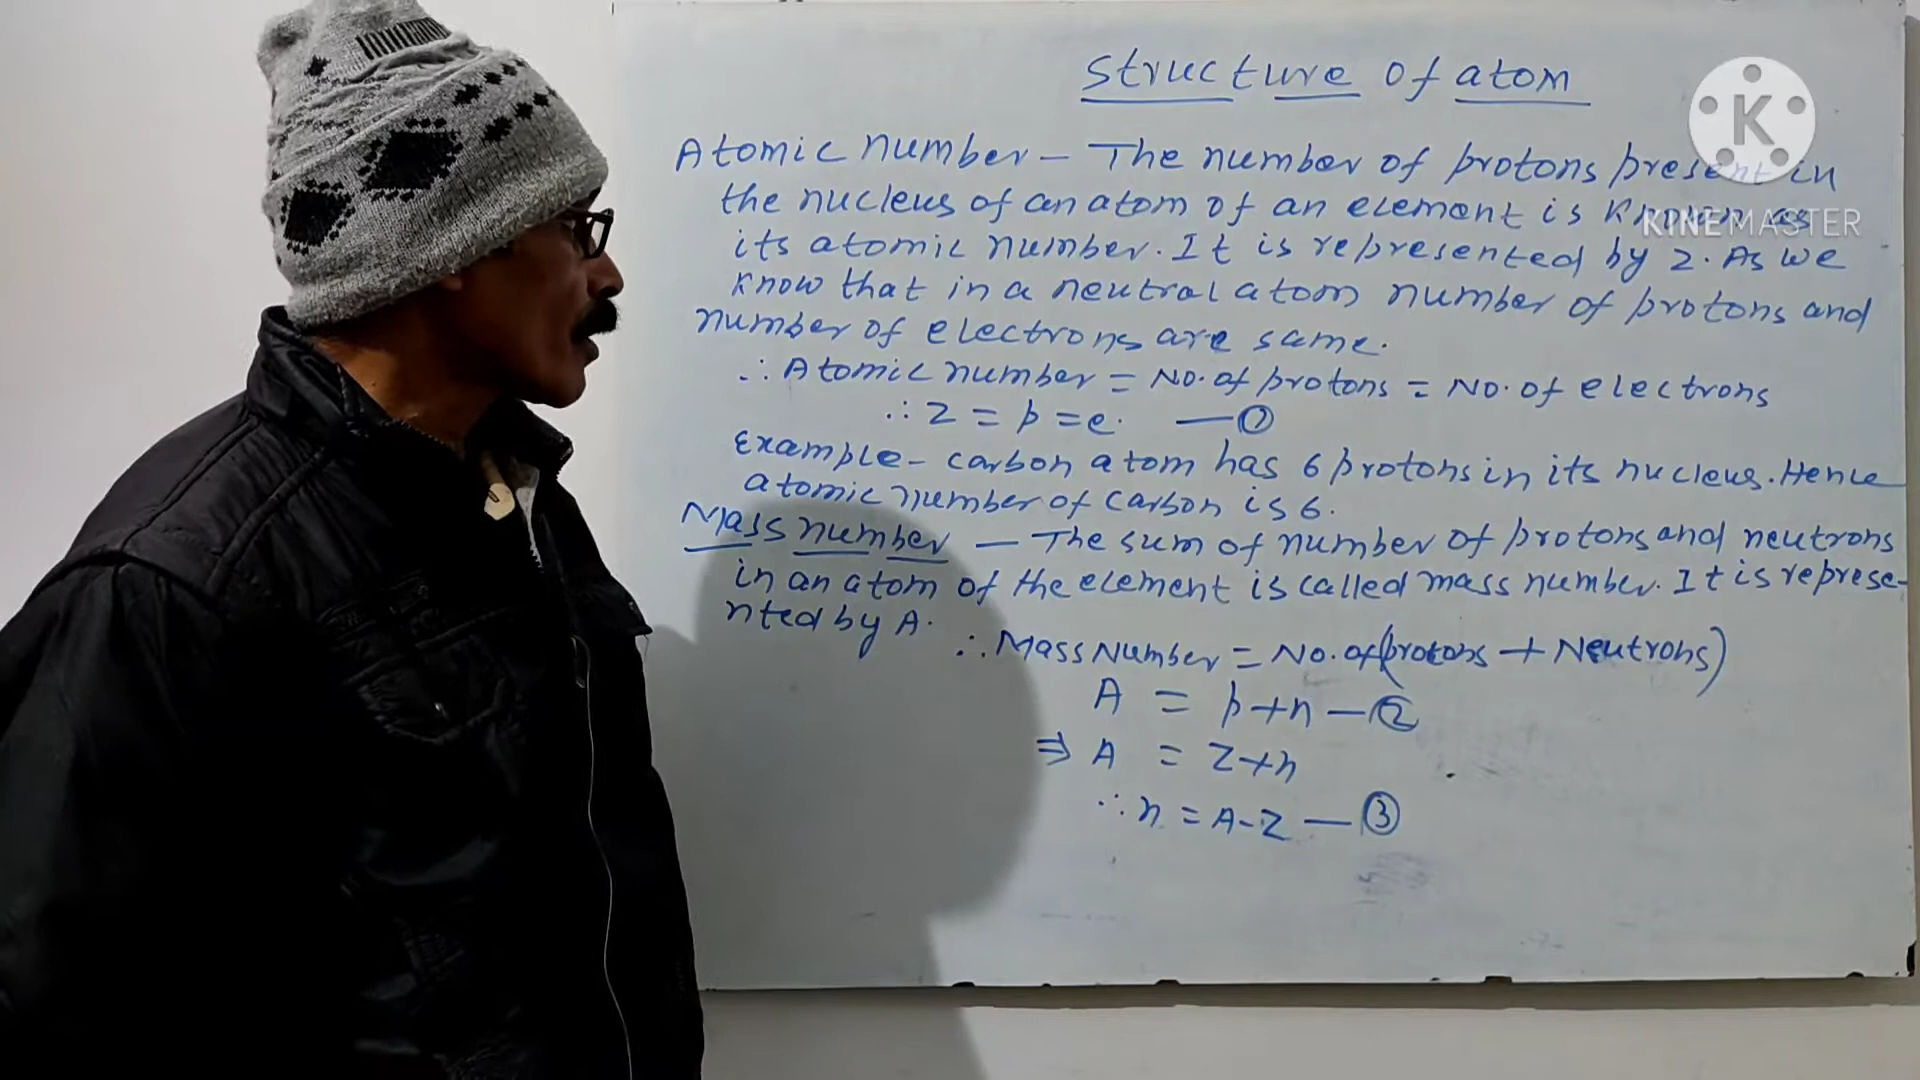 Structure of atom
Atomic number - The number of protons present in
the nucleus of an atom of an element is known as
its atomic number. It is represented by Z. As we
know that in a neutral atom number of protons and
number of electrons are same.
∴ Atomic number = No. of protons = No. of electrons
∴ Z = p = e. — ①
Example - carbon atom has 6 protons in its nucleus. Hence
atomic number of carbon is 6.
Mass number - The sum of number of protons and neutrons
in an atom of the element is called mass number. It is represe-
nted by A.
∴ Mass Number = No. of (protons + Neutrons)
A = p+n — ②
⇒ A = Z+n
∴ n = A-Z — ③
K
KINEMASTER